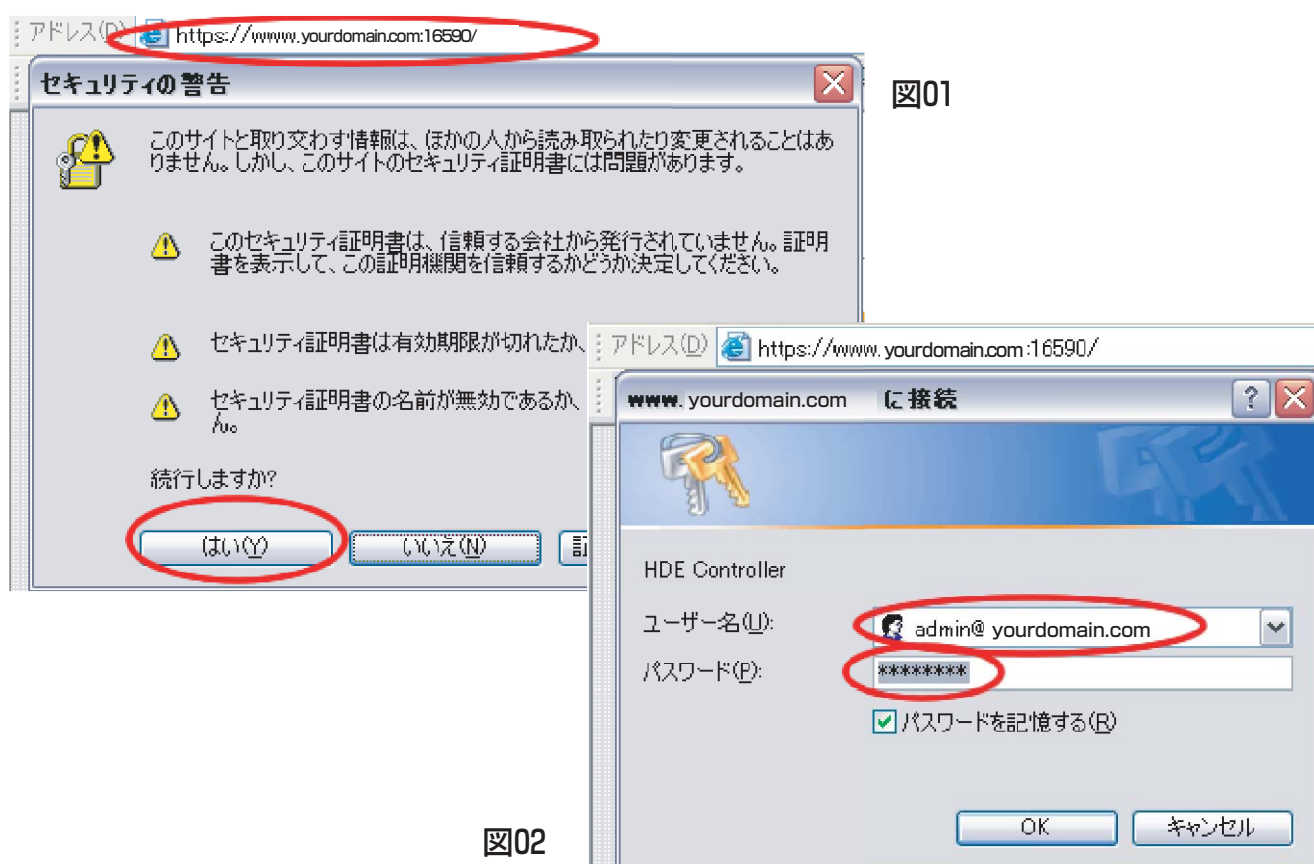 アドレス(D) https://www.yourdomain.com:16590/
セキュリティの警告
図01
このサイトと取り交わす情報は、ほかの人から読み取られたり変更されることはあ
りません。しかし、このサイトのセキュリティ証明書には問題があります。
このセキュリティ証明書は、信頼する会社から発行されていません。証明
書を表示して、この証明機関を信頼するかどうか決定してください。
セキュリティ証明書は有効期限が切れたか、
セキュリティ証明書の名前が無効であるか、
ん。
続行しますか?
はい(Y) いいえ(N) 証
アドレス(D) https://www.yourdomain.com:16590/
www.yourdomain.com に接続
HDE Controller
ユーザー名(U): admin@yourdomain.com
パスワード(P): ********
パスワードを記憶する(R)
OK キャンセル
図02